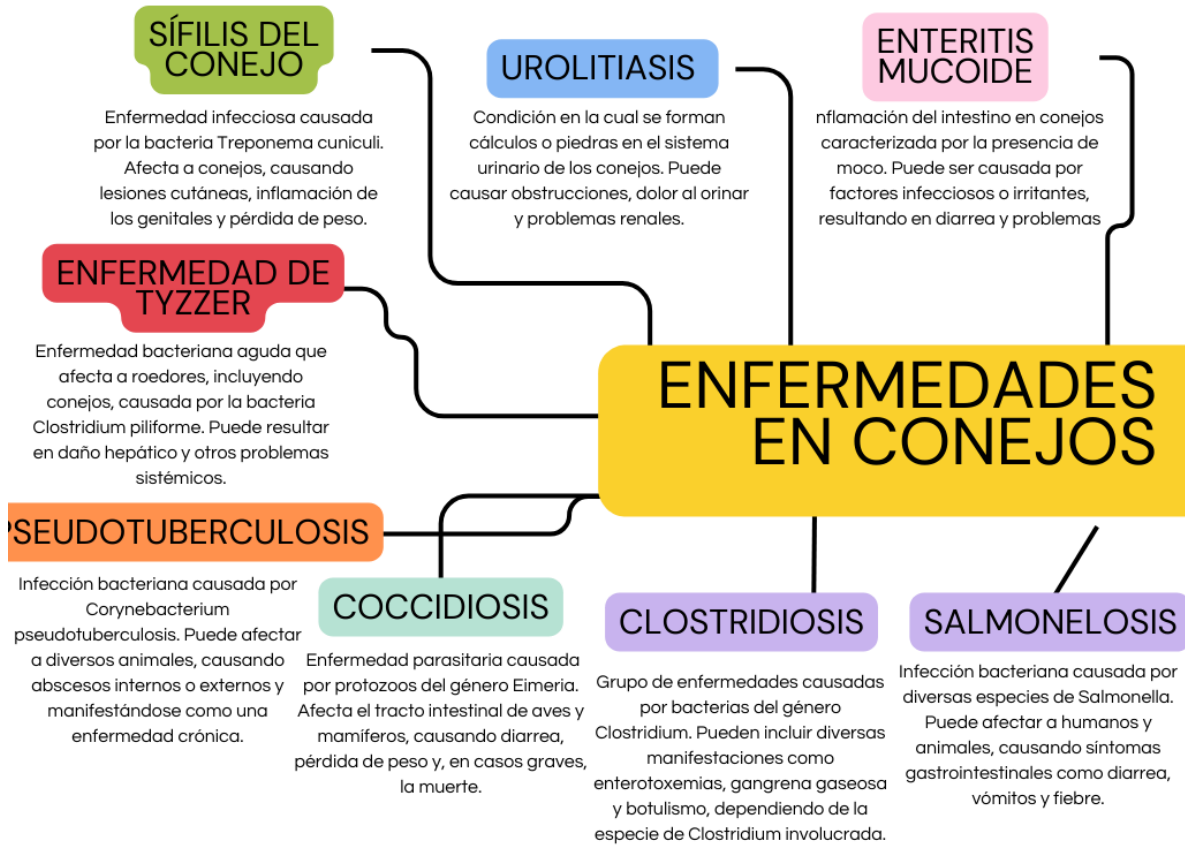 SÍFILIS DEL
CONEJO
Enfermedad infecciosa causada
por la bacteria Treponema cuniculi.
Afecta a conejos, causando
lesiones cutáneas, inflamación de
los genitales y pérdida de peso.
UROLITIASIS
Condición en la cual se forman
cálculos o piedras en el sistema
urinario de los conejos. Puede
causar obstrucciones, dolor al orinar
y problemas renales.
ENTERITIS
MUCOIDE
nflamación del intestino en conejos
caracterizada por la presencia de
moco. Puede ser causada por
factores infecciosos o irritantes,
resultando en diarrea y problemas
ENFERMEDAD DE
TYZZER
Enfermedad bacteriana aguda que
afecta a roedores, incluyendo
conejos, causada por la bacteria
Clostridium piliforme. Puede resultar
en daño hepático y otros problemas
sistémicos.
ENFERMEDADES
EN CONEJOS
PSEUDOTUBERCULOSIS
Infección bacteriana causada por
Corynebacterium
pseudotuberculosis. Puede afectar
a diversos animales, causando
abscesos internos o externos y
manifestándose como una
enfermedad crónica.
COCCIDIOSIS
Enfermedad parasitaria causada
por protozoos del género Eimeria.
Afecta el tracto intestinal de aves y
mamíferos, causando diarrea,
pérdida de peso y, en casos graves,
la muerte.
CLOSTRIDIOSIS
Grupo de enfermedades causadas
por bacterias del género
Clostridium. Pueden incluir diversas
manifestaciones como
enterotoxemias, gangrena gaseosa
y botulismo, dependiendo de la
especie de Clostridium involucrada.
SALMONELOSIS
Infección bacteriana causada por
diversas especies de Salmonella.
Puede afectar a humanos y
animales, causando síntomas
gastrointestinales como diarrea,
vómitos y fiebre.